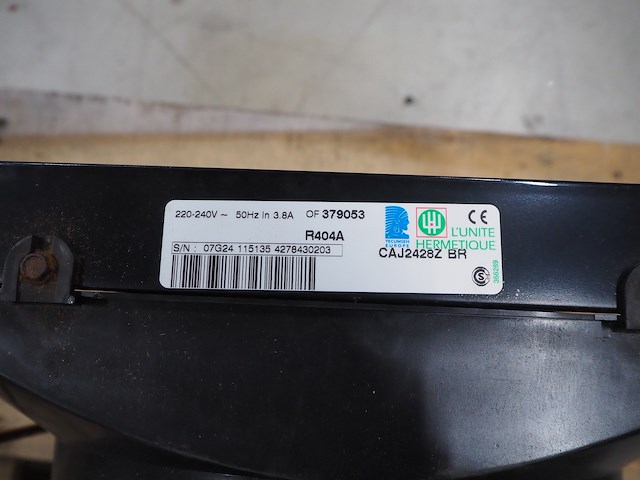 220-240V ~ 50Hz In 3.8A OF 379053
R404A
S/N : 07G24 115135 4278430203
TECUMSEH
EUROPE
L'UNITE
HERMETIQUE
CE
CAJ2428Z BR
S